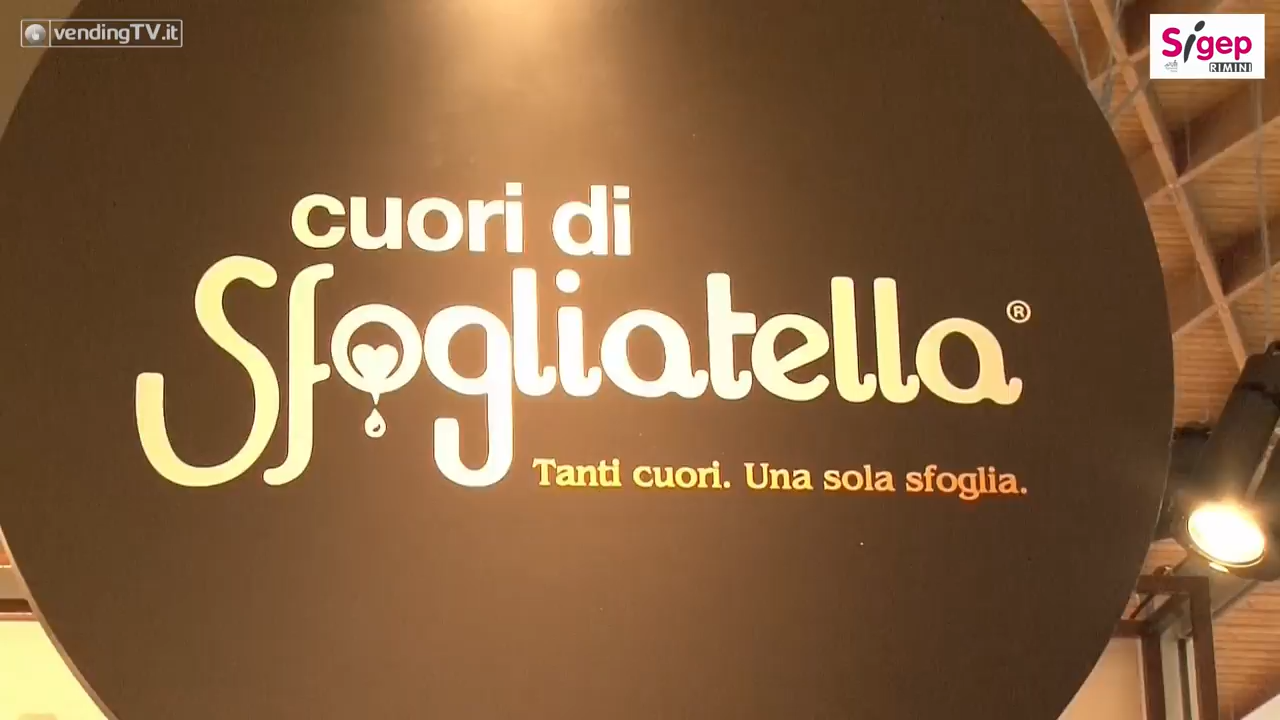 vendingTV.it
Sigep
RIMINI
cuori di
Sfogliatella®
Tanti cuori. Una sola sfoglia.